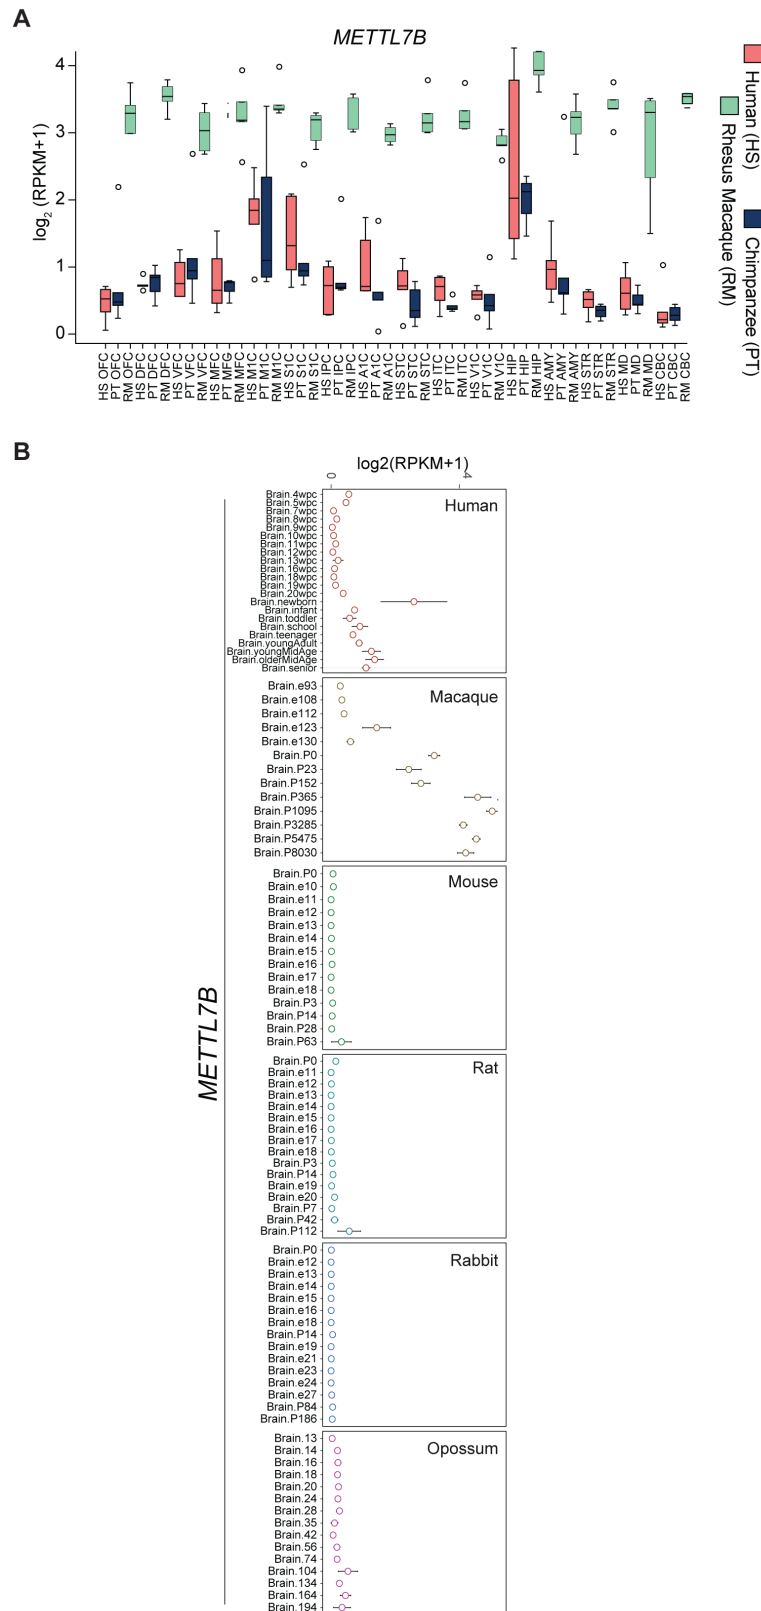 A
METTL7B
log2 (RPKM+1)
4
3
2
1
0
HS OFC
PT OFC
RM OFC
HS DFC
PT DFC
RM DFC
HS VFC
PT VFC
RM VFC
HS MFC
PT MFG
RM MFC
HS M1C
PT M1C
RM M1C
HS S1C
PT S1C
RM S1C
HS IPC
PT IPC
RM IPC
HS A1C
PT A1C
RM A1C
HS STC
PT STC
RM STC
HS ITC
PT ITC
RM ITC
HS V1C
PT V1C
RM V1C
HS HIP
PT HIP
RM HIP
HS AMY
PT AMY
RM AMY
HS STR
PT STR
RM STR
HS MD
PT MD
RM MD
HS CBC
PT CBC
RM CBC
Human (HS)
Rhesus Macaque (RM)
Chimpanzee (PT)
B
log2(RPKM+1)
0
4
METTL7B
Human
Brain.4wpc
Brain.5wpc
Brain.7wpc
Brain.8wpc
Brain.9wpc
Brain.10wpc
Brain.11wpc
Brain.12wpc
Brain.13wpc
Brain.16wpc
Brain.18wpc
Brain.19wpc
Brain.20wpc
Brain.newborn
Brain.infant
Brain.toddler
Brain.school
Brain.teenager
Brain.youngAdult
Brain.youngMidAge
Brain.olderMidAge
Brain.senior
Macaque
Brain.e93
Brain.e108
Brain.e112
Brain.e123
Brain.e130
Brain.P0
Brain.P23
Brain.P152
Brain.P365
Brain.P1095
Brain.P3285
Brain.P5475
Brain.P8030
Mouse
Brain.P0
Brain.e10
Brain.e11
Brain.e12
Brain.e13
Brain.e14
Brain.e15
Brain.e16
Brain.e17
Brain.e18
Brain.P3
Brain.P14
Brain.P28
Brain.P63
Rat
Brain.P0
Brain.e11
Brain.e12
Brain.e13
Brain.e14
Brain.e15
Brain.e16
Brain.e17
Brain.e18
Brain.P3
Brain.P14
Brain.e19
Brain.e20
Brain.P7
Brain.P42
Brain.P112
Rabbit
Brain.P0
Brain.e12
Brain.e13
Brain.e14
Brain.e15
Brain.e16
Brain.e18
Brain.P14
Brain.e19
Brain.e21
Brain.e23
Brain.e24
Brain.e27
Brain.P84
Brain.P186
Opossum
Brain.13
Brain.14
Brain.16
Brain.18
Brain.20
Brain.24
Brain.28
Brain.35
Brain.42
Brain.56
Brain.74
Brain.104
Brain.134
Brain.164
Brain.194